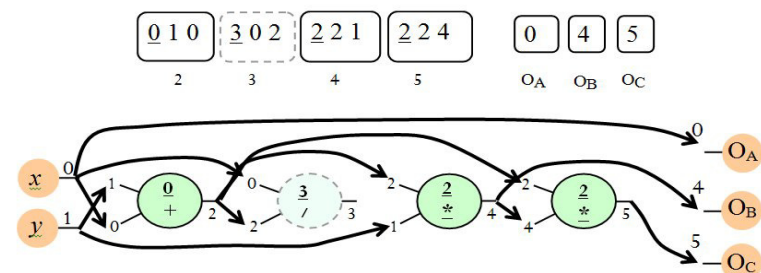 0 1 0 3 0 2 2 2 1 2 2 4 0 4 5
2 3 4 5 OA OB OC
0 OA
x 0 1 0 + 2 0 2 3 / 3 2 1 2 * 4 2 4 2 * 5 4 OB
y 1
5 OC